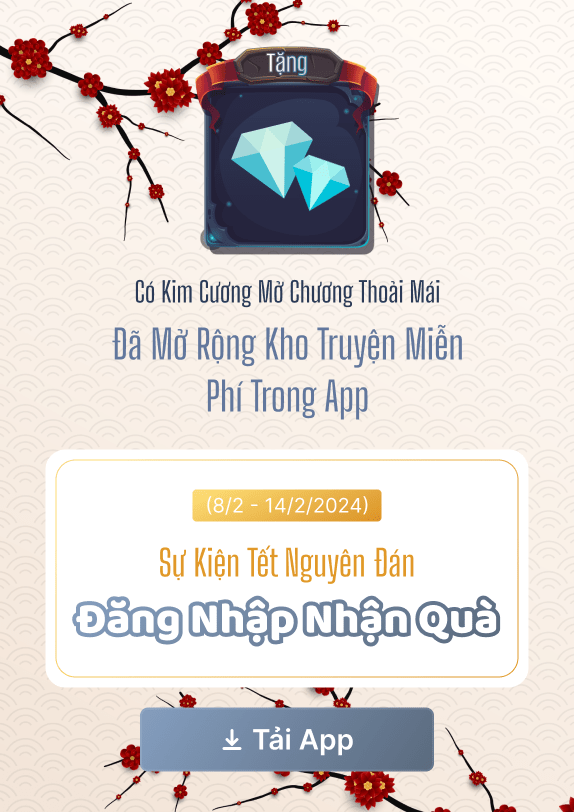 Tặng
Có Kim Cương Mở Chương Thoải Mái
Đã Mở Rộng Kho Truyện Miễn
Phí Trong App
(8/2 - 14/2/2024)
Sự Kiện Tết Nguyên Đán
Đăng Nhập Nhận Quà
Tải App